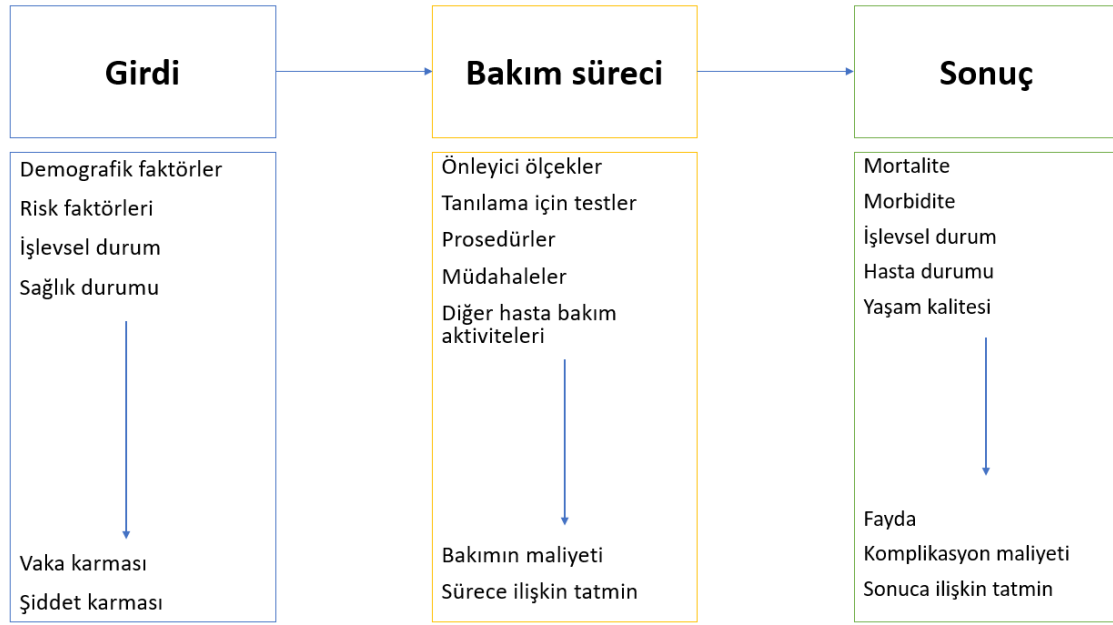 Girdi
Bakım süreci
Sonuç
Demografik faktörler
Risk faktörleri
İşlevsel durum
Sağlık durumu
Vaka karması
Şiddet karması
Önleyici ölçekler
Tanılama için testler
Prosedürler
Müdahaleler
Diğer hasta bakım
aktiviteleri
Bakımın maliyeti
Sürece ilişkin tatmin
Mortalite
Morbidite
İşlevsel durum
Hasta durumu
Yaşam kalitesi
Fayda
Komplikasyon maliyeti
Sonuca ilişkin tatmin